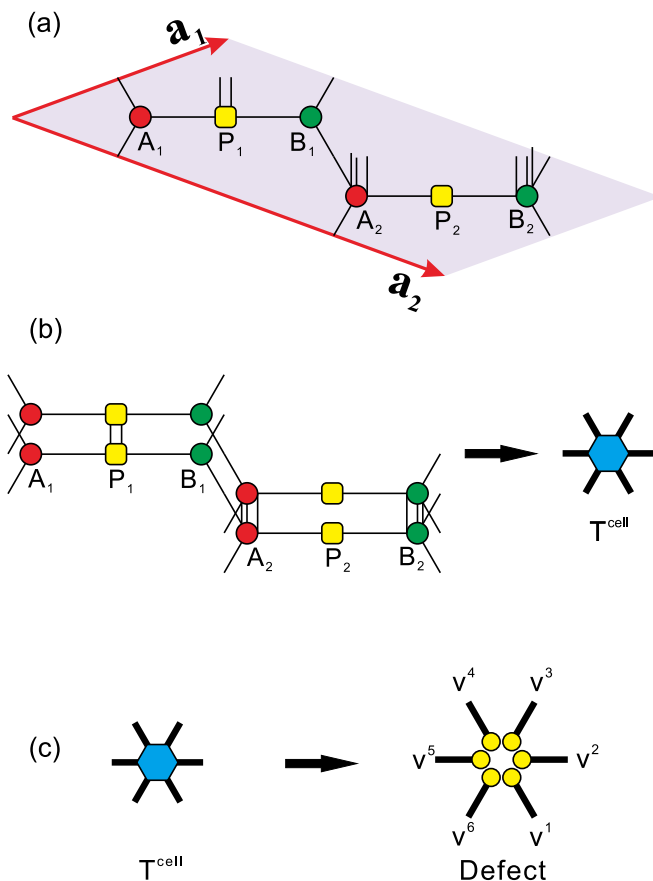 (a)
a₁
A₁ P₁ B₁
A₂ P₂ B₂
a₂
(b)
A₁ P₁ B₁
A₂ P₂ B₂
Tᶜᵉˡˡ
(c)
v⁴ v³
v⁵ v²
v⁶ v¹
Tᶜᵉˡˡ Defect